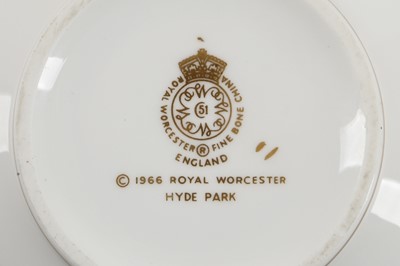 ROYAL WORCESTER ® FINE BONE CHINA
51
ENGLAND
© 1966 ROYAL WORCESTER
HYDE PARK